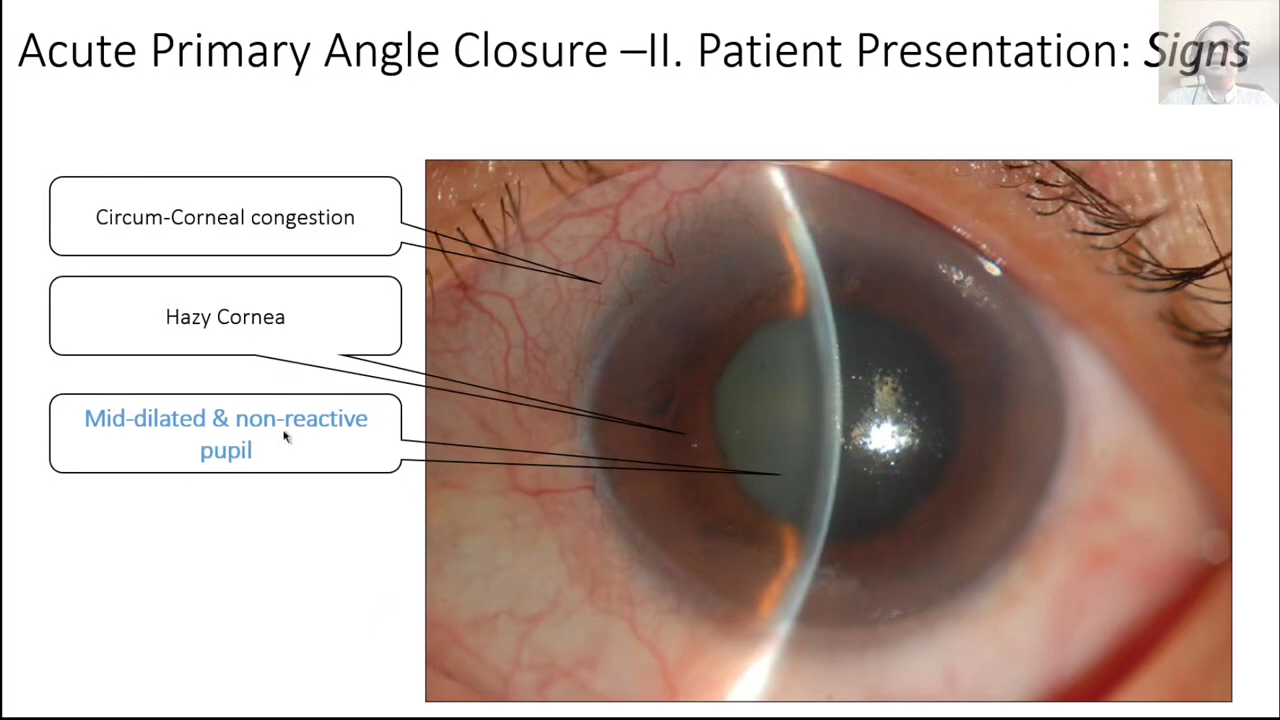 Acute Primary Angle Closure –II. Patient Presentation: Signs
Circum-Corneal congestion
Hazy Cornea
Mid-dilated & non-reactive
pupil